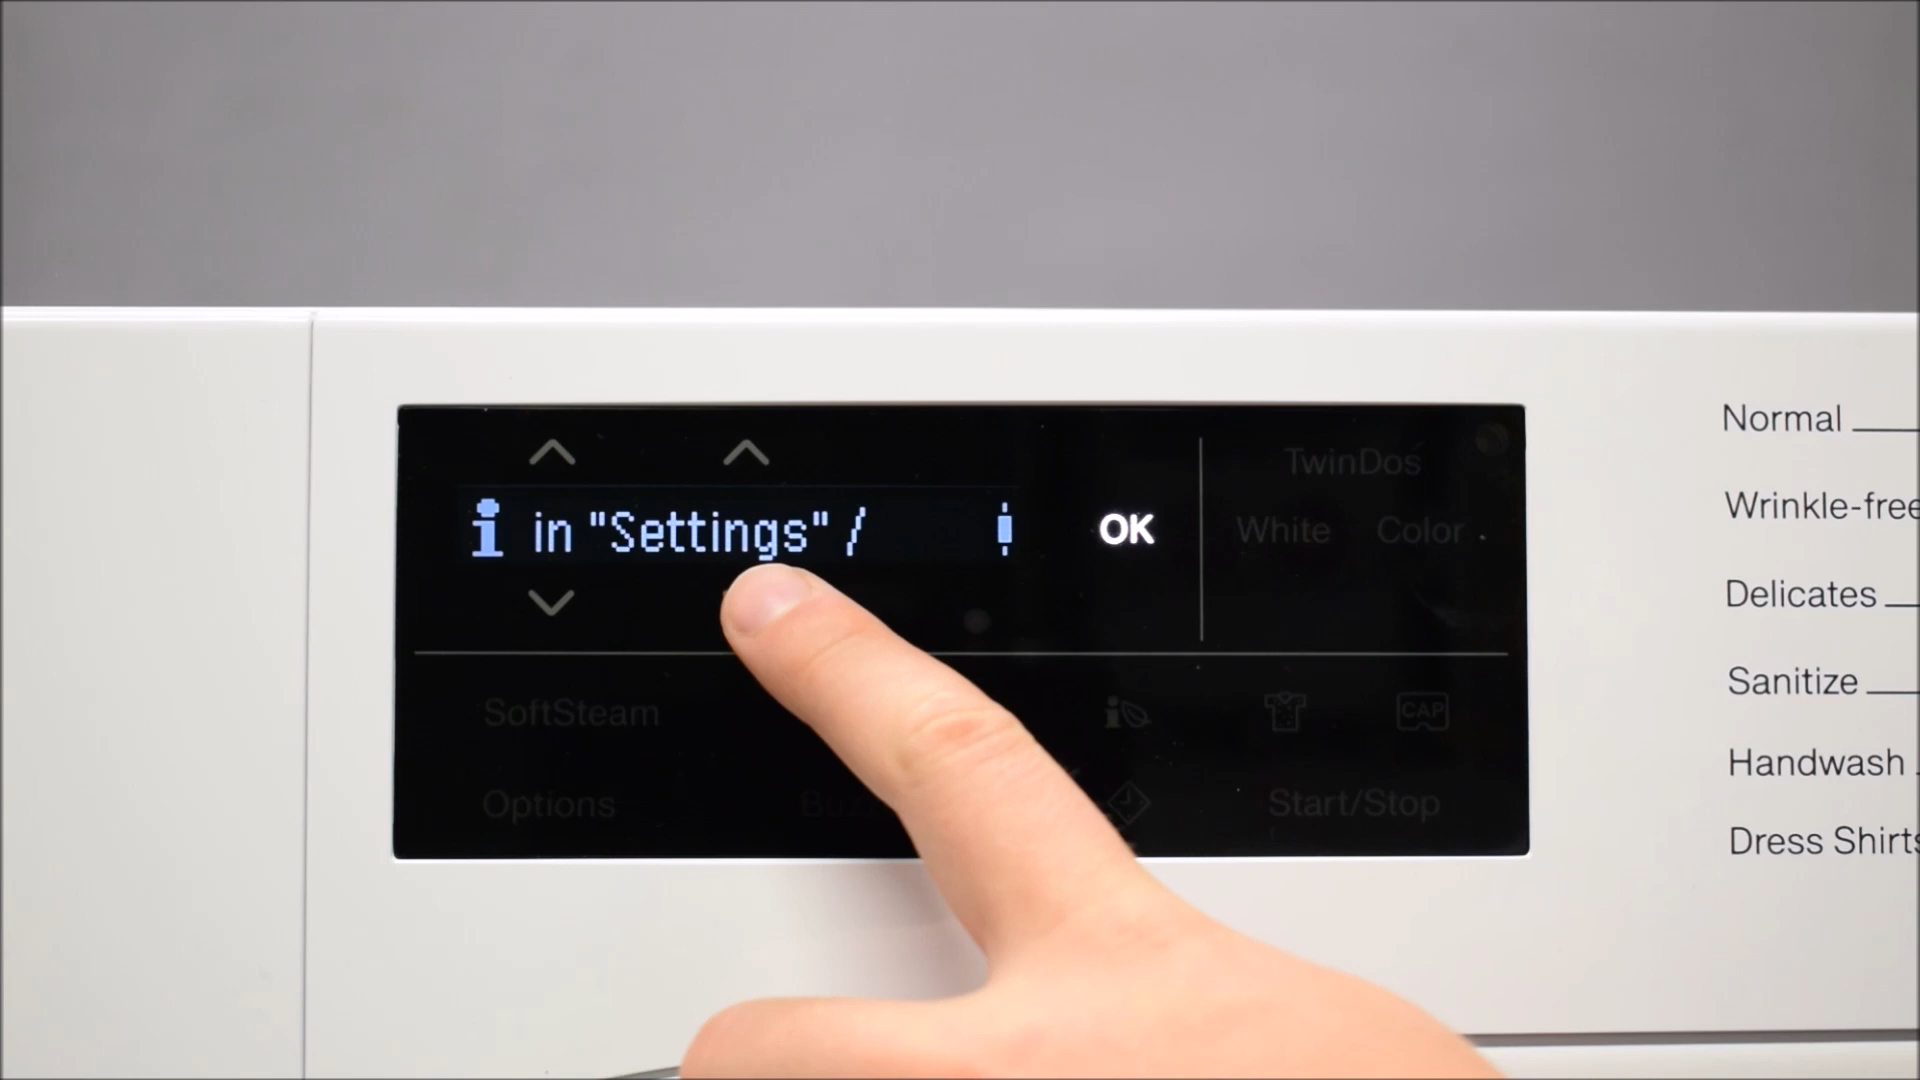 in "Settings" /
OK
TwinDos
White Color
SoftSteam
CAP
Options
Start/Stop
Normal
Wrinkle-free
Delicates
Sanitize
Handwash
Dress Shirts